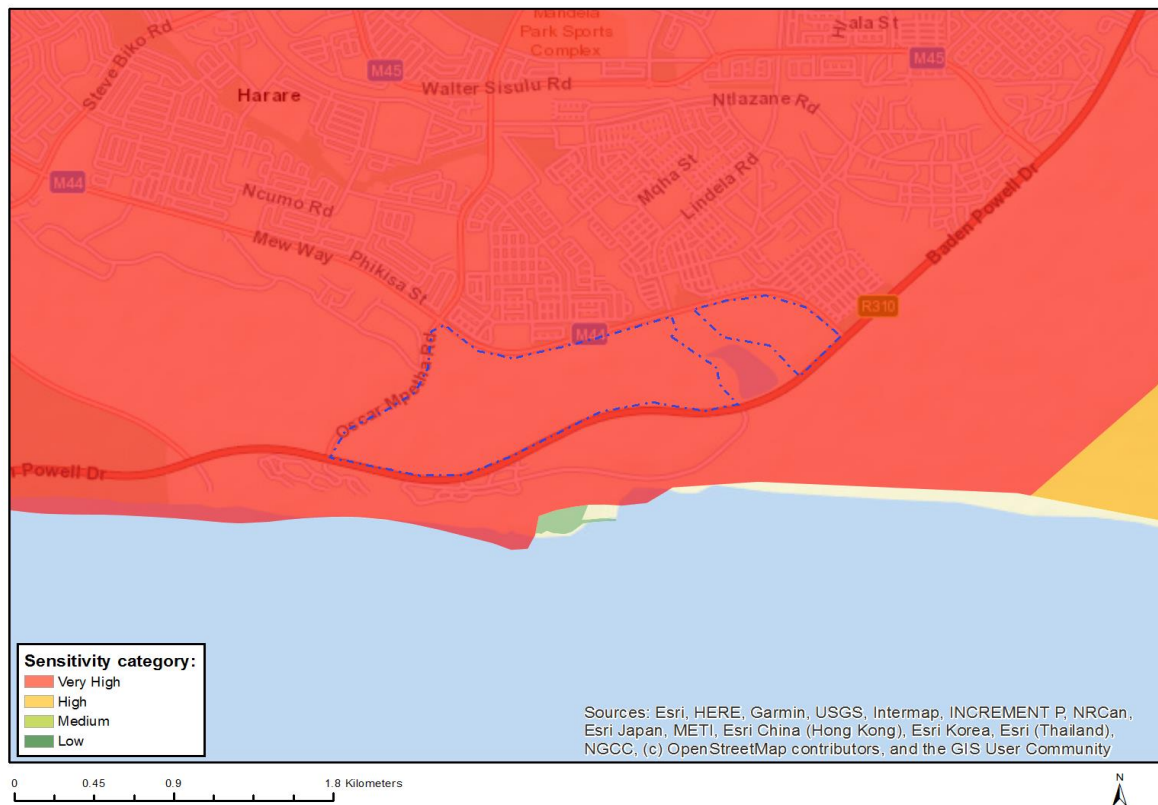 Mandela
Park Sports
Complex
Hlala St
Steve Biko Rd
M45
M45
Walter Sisulu Rd
Harare
Ntlazane Rd
M44
Ncumo Rd
Mqha St
Lindela Rd
Baden Powell Dr
Mew Way
Phikisa St
R310
M44
Oscar Mpetha Rd
n Powell Dr
Sensitivity category:
Very High
High
Medium
Low
Sources: Esri, HERE, Garmin, USGS, Intermap, INCREMENT P, NRCan,
Esri Japan, METI, Esri China (Hong Kong), Esri Korea, Esri (Thailand),
NGCC, (c) OpenStreetMap contributors, and the GIS User Community
0 0.45 0.9 1.8 Kilometers
N